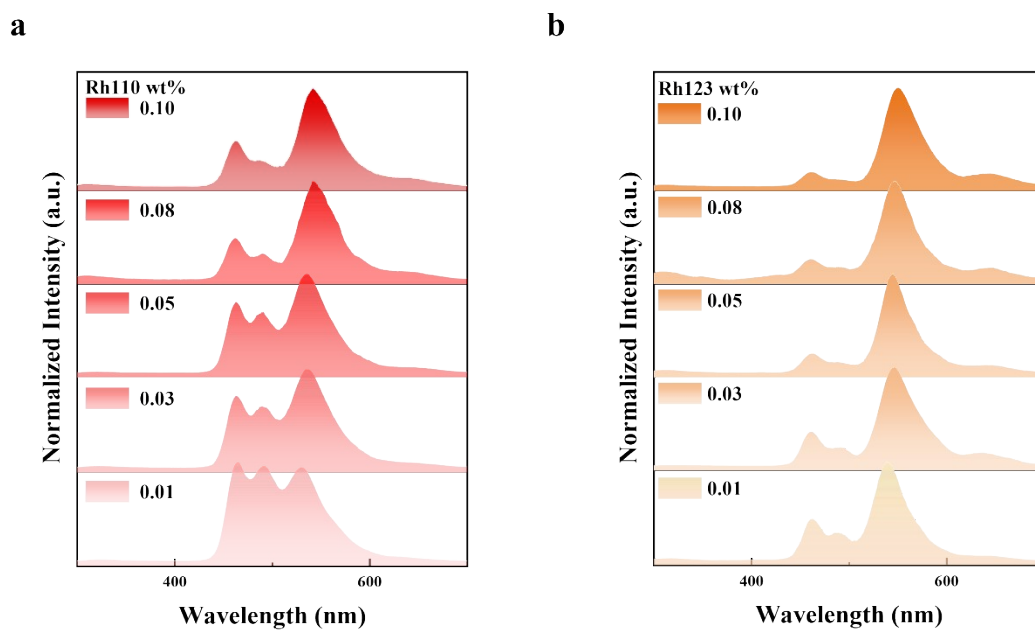 a
Normalized Intensity (a.u.)
Rh110 wt%
0.10
0.08
0.05
0.03
0.01
400
600
Wavelength (nm)
b
Normalized Intensity (a.u.)
Rh123 wt%
0.10
0.08
0.05
0.03
0.01
400
600
Wavelength (nm)